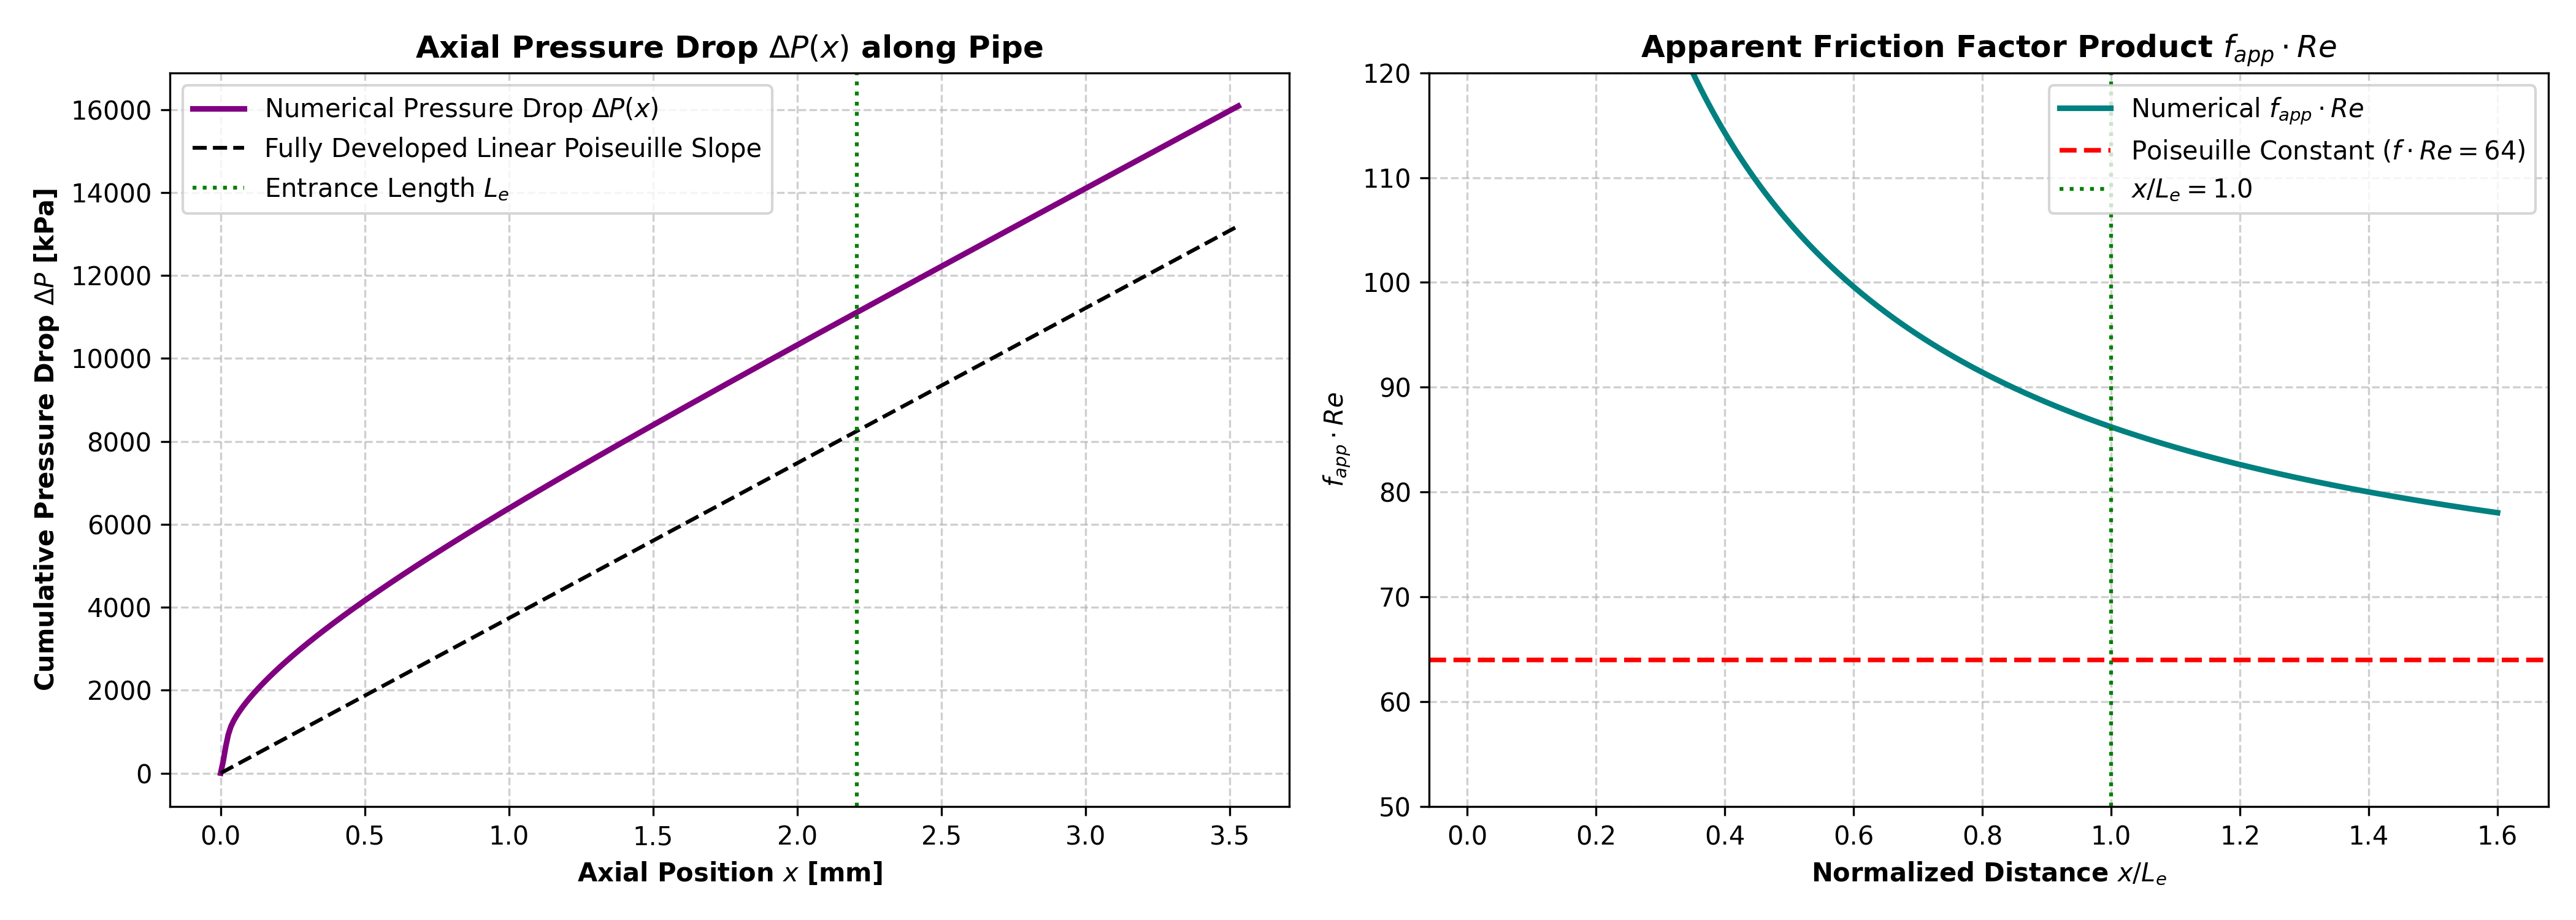 Axial Pressure Drop ΔP(x) along Pipe
Cumulative Pressure Drop ΔP [kPa]
16000
14000
12000
10000
8000
6000
4000
2000
0
Numerical Pressure Drop ΔP(x)
Fully Developed Linear Poiseuille Slope
Entrance Length Lₑ
0.0 0.5 1.0 1.5 2.0 2.5 3.0 3.5
Axial Position x [mm]
Apparent Friction Factor Product f_app · Re
f_app · Re
120
110
100
90
80
70
60
50
Numerical f_app · Re
Poiseuille Constant (f · Re = 64)
x/Lₑ = 1.0
0.0 0.2 0.4 0.6 0.8 1.0 1.2 1.4 1.6
Normalized Distance x/Lₑ